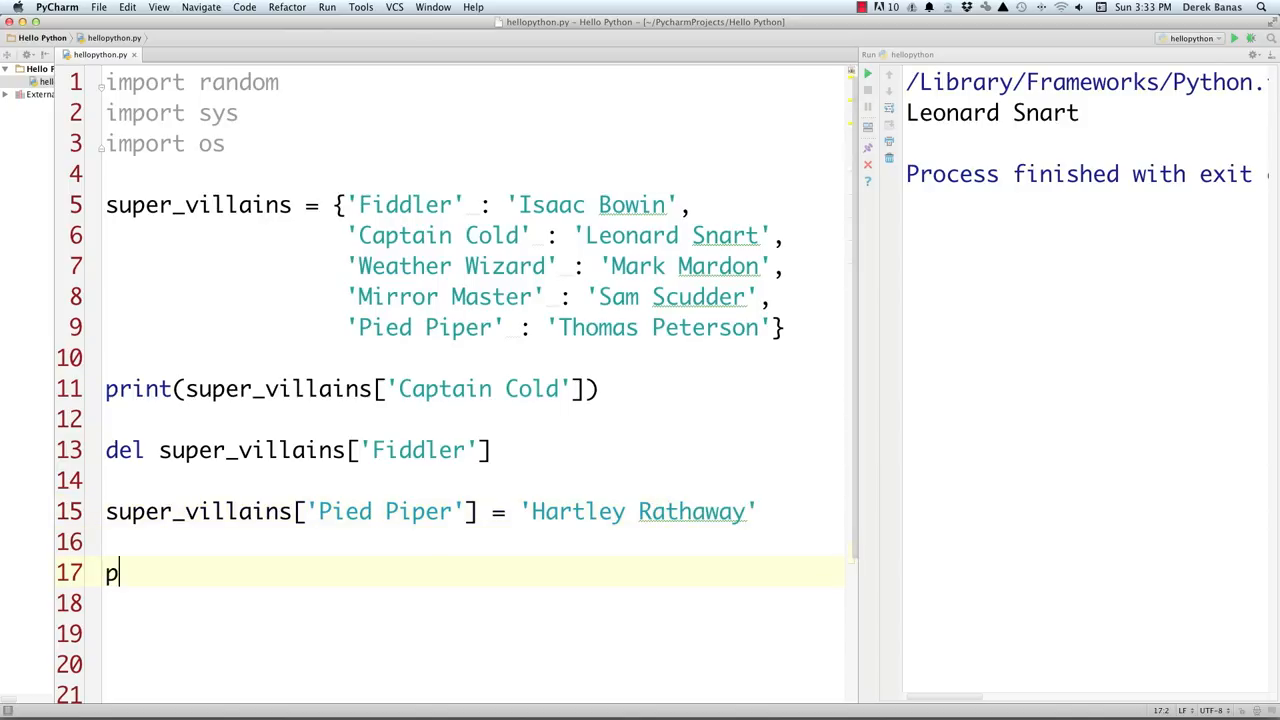 PyCharm File Edit View Navigate Code Refactor Run Tools VCS Window Help 10 Sun 3:33 PM Derek Banas
hellopython.py – Hello Python – [~/PycharmProjects/Hello Python]
Hello Python hellopython.py hellopython
hellopython.py Run hellopython
Hello P
hell
Extern
1 import random
2 import sys
3 import os
4
5 super_villains = {'Fiddler' : 'Isaac Bowin',
6 'Captain Cold' : 'Leonard Snart',
7 'Weather Wizard' : 'Mark Mardon',
8 'Mirror Master' : 'Sam Scudder',
9 'Pied Piper' : 'Thomas Peterson'}
10
11 print(super_villains['Captain Cold'])
12
13 del super_villains['Fiddler']
14
15 super_villains['Pied Piper'] = 'Hartley Rathaway'
16
17 p
18
19
20
21
/Library/Frameworks/Python.
Leonard Snart
Process finished with exit
17:2 LF UTF-8